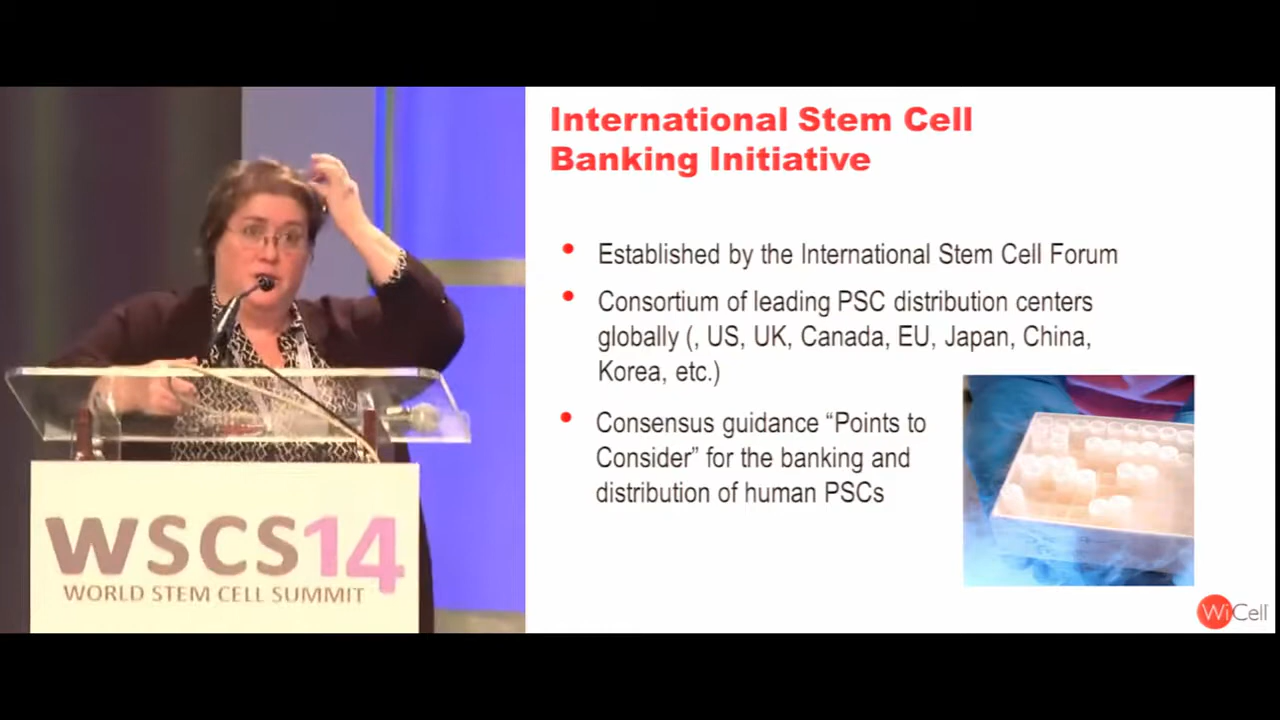 International Stem Cell
Banking Initiative
• Established by the International Stem Cell Forum
• Consortium of leading PSC distribution centers
globally (, US, UK, Canada, EU, Japan, China,
Korea, etc.)
• Consensus guidance “Points to
Consider” for the banking and
distribution of human PSCs
WiCell
WSCS14
WORLD STEM CELL SUMMIT